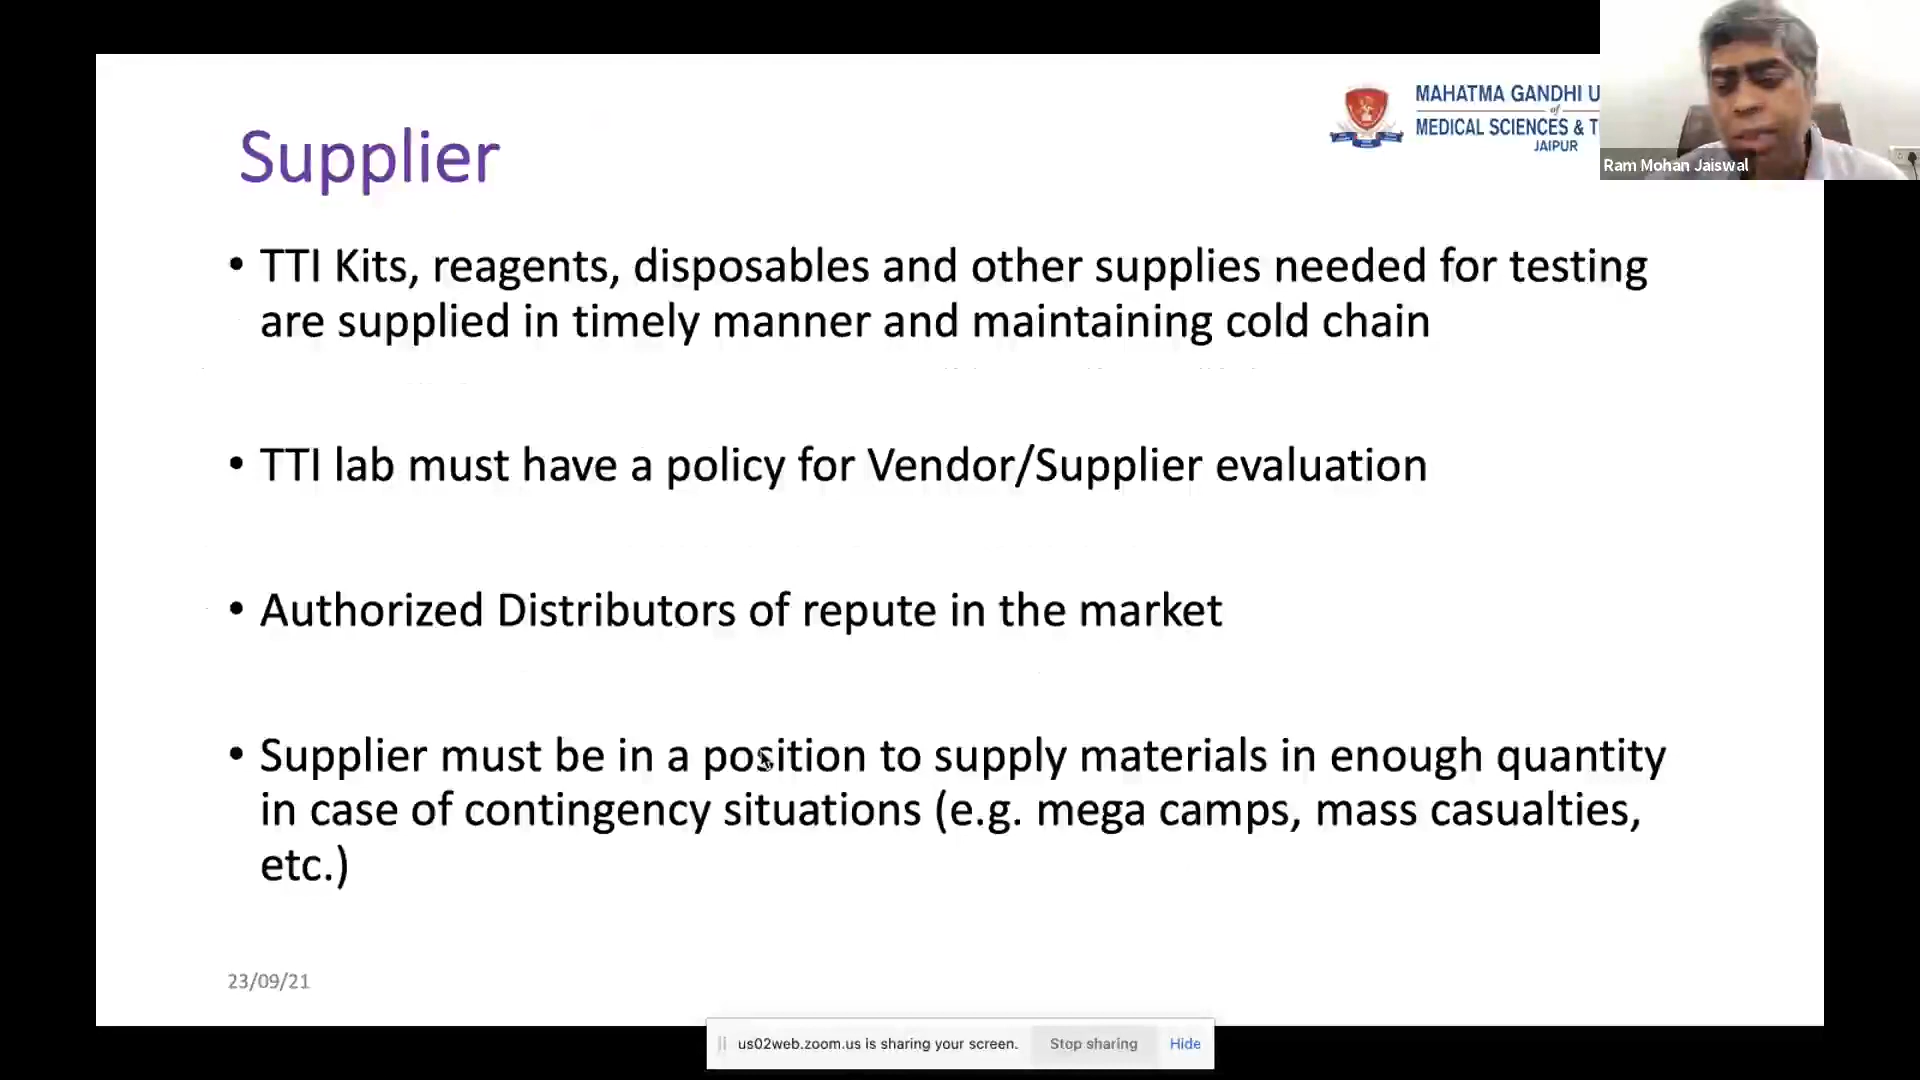 MAHATMA GANDHI U
of
MEDICAL SCIENCES & T
JAIPUR
Ram Mohan Jaiswal
Supplier
• TTI Kits, reagents, disposables and other supplies needed for testing
are supplied in timely manner and maintaining cold chain
• TTI lab must have a policy for Vendor/Supplier evaluation
• Authorized Distributors of repute in the market
• Supplier must be in a position to supply materials in enough quantity
in case of contingency situations (e.g. mega camps, mass casualties,
etc.)
23/09/21
us02web.zoom.us is sharing your screen. Stop sharing Hide